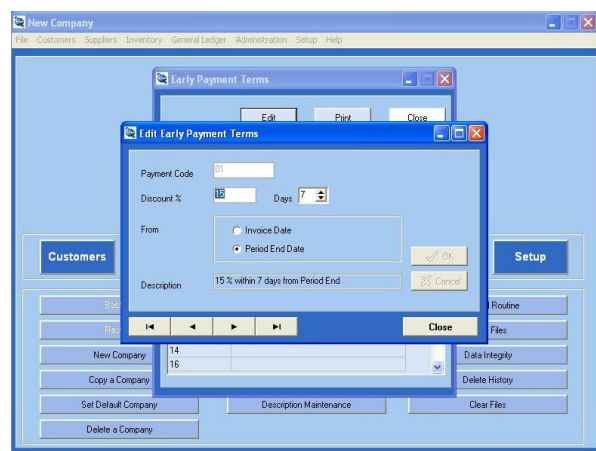 New Company
File Customers Suppliers Inventory General Ledger Administration Setup Help
Early Payment Terms
Edit Print Close
Edit Early Payment Terms
Payment Code 01
Discount % 15 Days 7
From
Invoice Date
Period End Date
OK
Description 15 % within 7 days from Period End
Cancel
Close
Customers
Setup
Routine
Files
New Company
14
16
Data Integrity
Copy a Company
Delete History
Set Default Company
Description Maintenance
Clear Files
Delete a Company